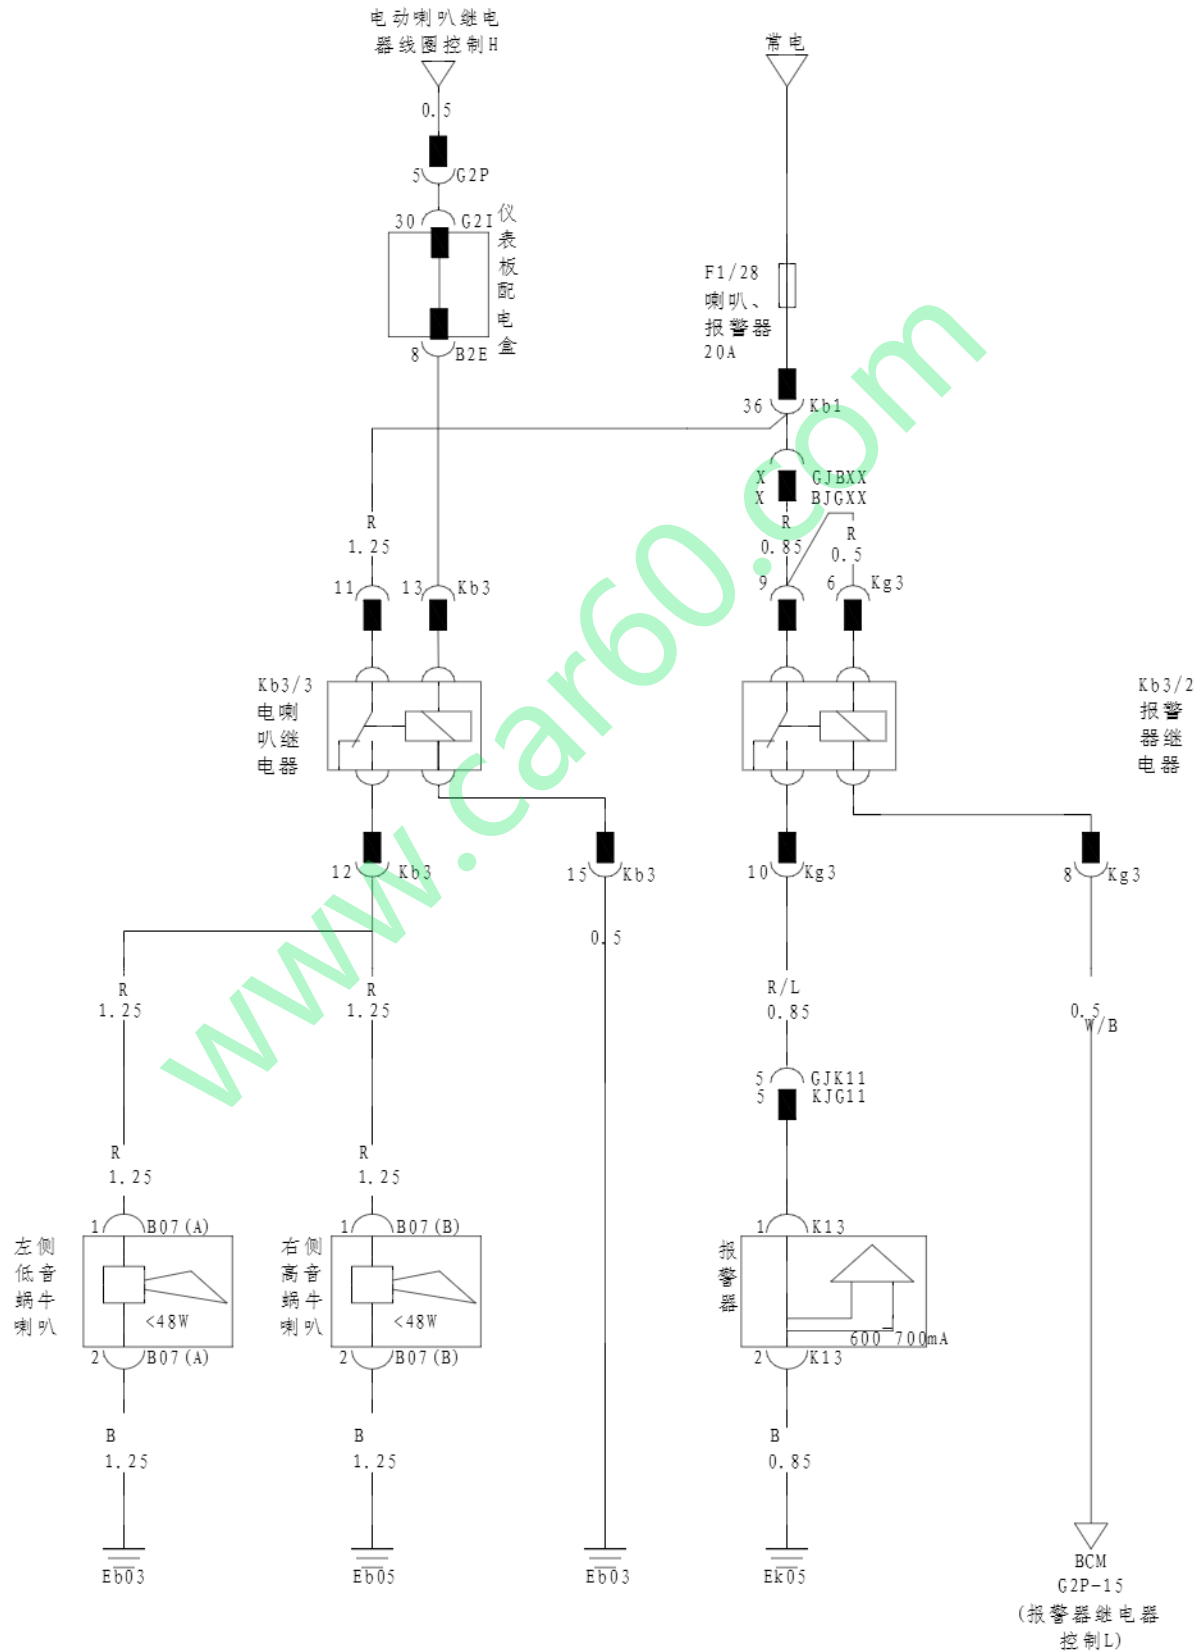 电动喇叭继电
器线圈控制H
常电
0.5
5 G2P
30 G2I
仪表板配电盒
8 B2E
F1/28
喇叭、
报警器
20A
36 Kb1
X GJBXX
X BJGXX
R
1.25
R
0.85
R
0.5
11
13 Kb3
9
6 Kg3
Kb3/3
电喇
叭继
电器
Kb3/2
报警
器继
电器
12 Kb3
15 Kb3
10 Kg3
8 Kg3
0.5
R
1.25
R
1.25
R/L
0.85
0.5
W/B
5 GJK11
5 KJG11
R
1.25
R
1.25
1 B07(A)
1 B07(B)
1 K13
左侧
低音
蜗牛
喇叭
<48W
右侧
高音
蜗牛
喇叭
<48W
报警器
600~700mA
2 B07(A)
2 B07(B)
2 K13
B
1.25
B
1.25
B
0.85
Eb03
Eb05
Eb03
Ek05
BCM
G2P-15
(报警器继电器
控制L)
www.car60.com